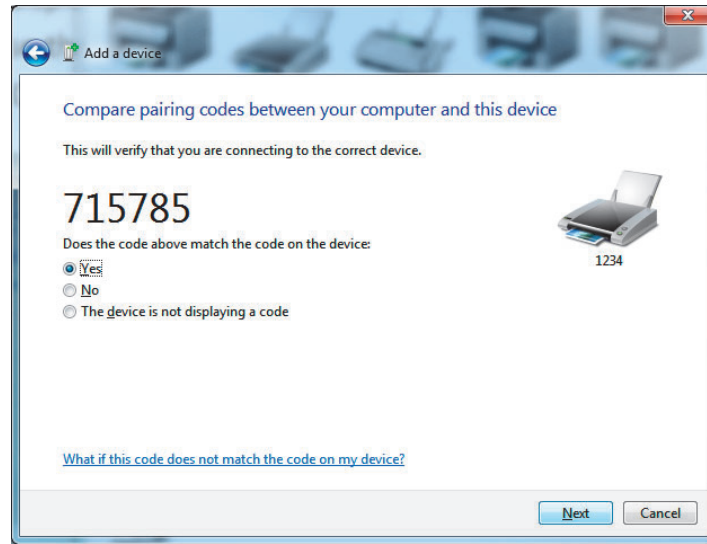 Add a device
Compare pairing codes between your computer and this device
This will verify that you are connecting to the correct device.
715785
Does the code above match the code on the device:
Yes
No
The device is not displaying a code
1234
What if this code does not match the code on my device?
Next
Cancel